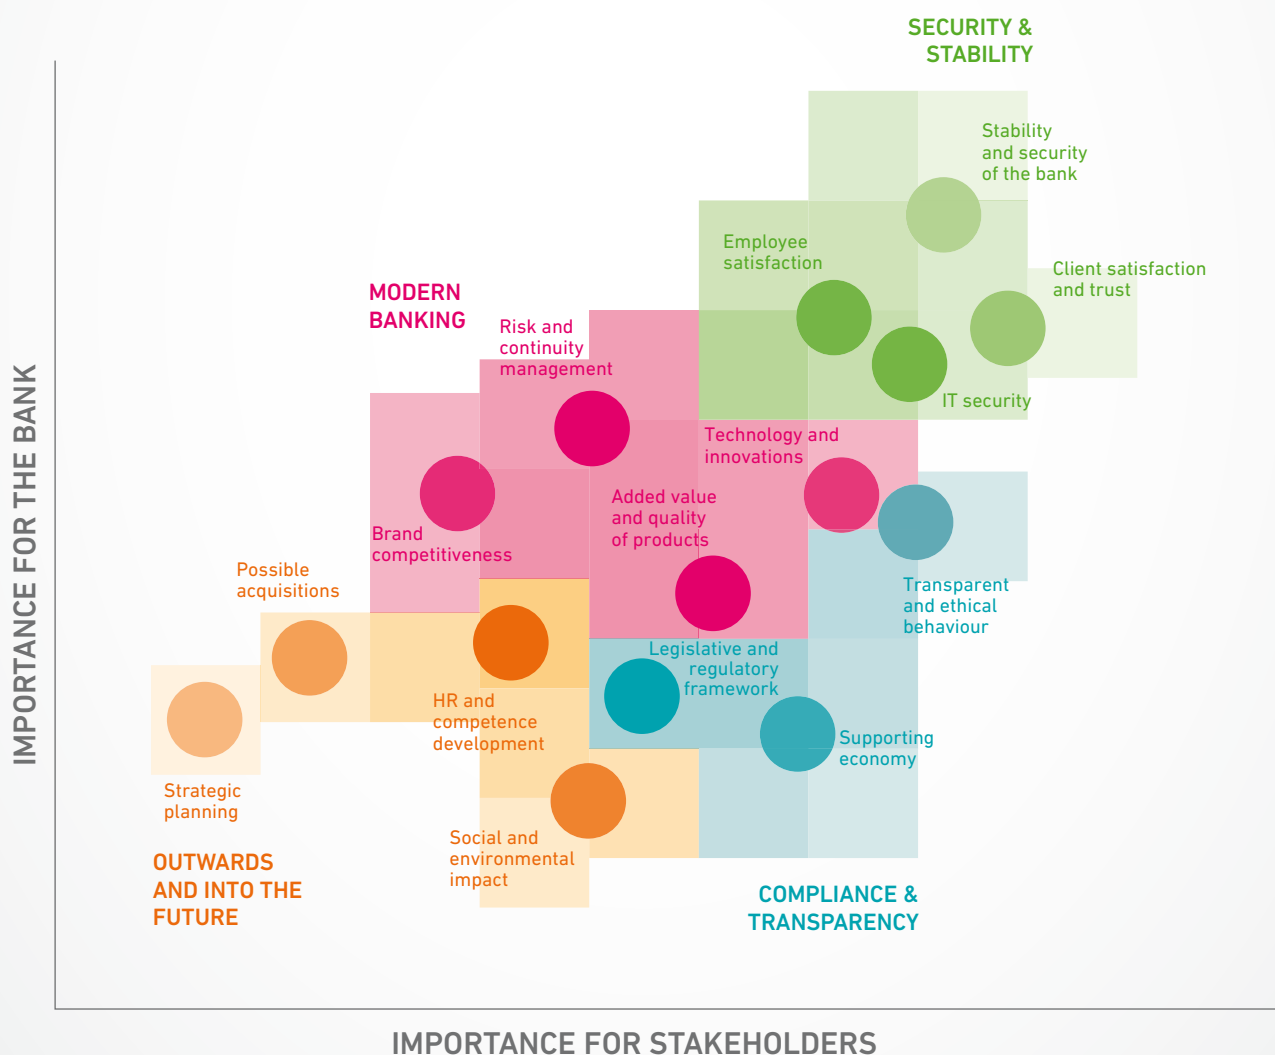 SECURITY &
STABILITY
Stability
and security
of the bank
Employee
satisfaction
Client satisfaction
and trust
IT security
MODERN
BANKING
Risk and
continuity
management
Technology and
innovations
Added value
and quality
of products
Brand
competitiveness
Possible
acquisitions
Transparent
and ethical
behaviour
Legislative and
regulatory
framework
HR and
competence
development
Supporting
economy
Strategic
planning
Social and
environmental
impact
OUTWARDS
AND INTO THE
FUTURE
COMPLIANCE &
TRANSPARENCY
IMPORTANCE FOR THE BANK
IMPORTANCE FOR STAKEHOLDERS